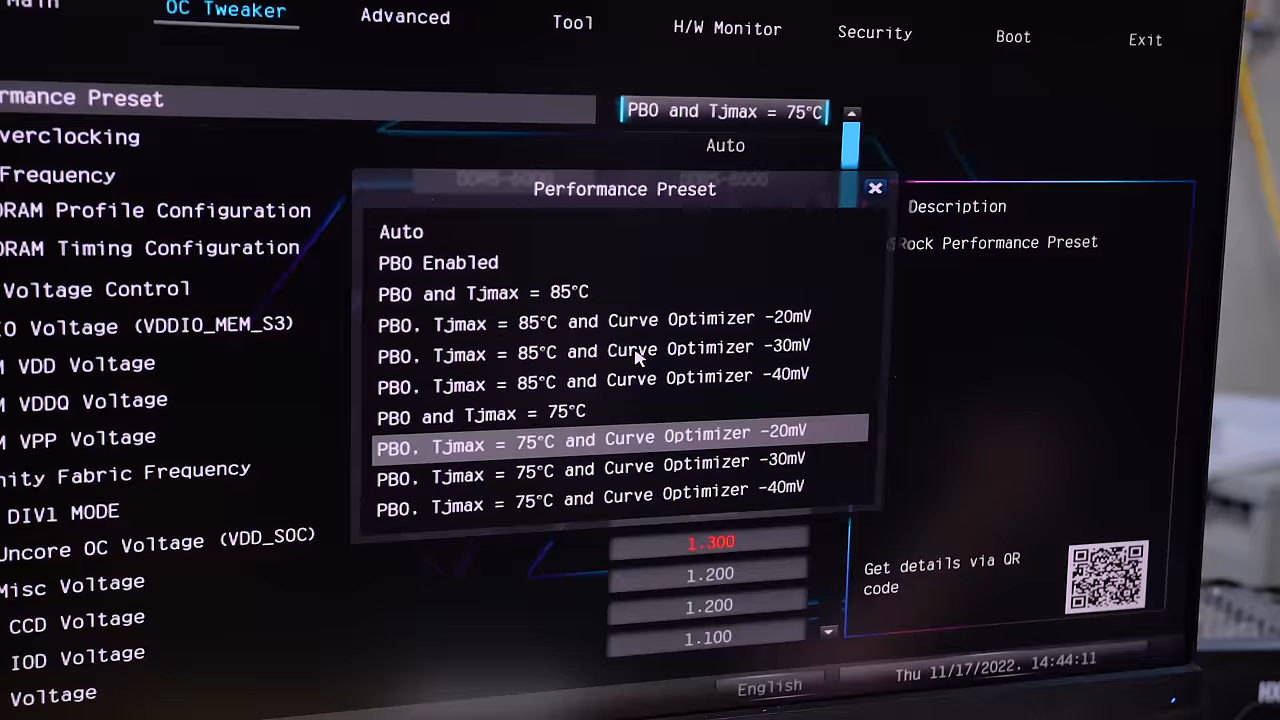 Main
OC Tweaker
Advanced
Tool
H/W Monitor
Security
Boot
Exit
rmance Preset
PBO and Tjmax = 75°C
verclocking
Auto
Frequency
DRAM Profile Configuration
DRAM Timing Configuration
Voltage Control
IO Voltage (VDDIO_MEM_S3)
M VDD Voltage
M VDDQ Voltage
M VPP Voltage
nity Fabric Frequency
DIV1 MODE
Uncore OC Voltage (VDD_SOC)
1.300
Misc Voltage
1.200
CCD Voltage
1.200
IOD Voltage
1.100
Voltage
Performance Preset
Auto
PBO Enabled
PBO and Tjmax = 85°C
PBO. Tjmax = 85°C and Curve Optimizer -20mV
PBO. Tjmax = 85°C and Curve Optimizer -30mV
PBO. Tjmax = 85°C and Curve Optimizer -40mV
PBO and Tjmax = 75°C
PBO. Tjmax = 75°C and Curve Optimizer -20mV
PBO. Tjmax = 75°C and Curve Optimizer -30mV
PBO. Tjmax = 75°C and Curve Optimizer -40mV
Description
Rock Performance Preset
Get details via QR
code
English
Thu 11/17/2022. 14:44:11